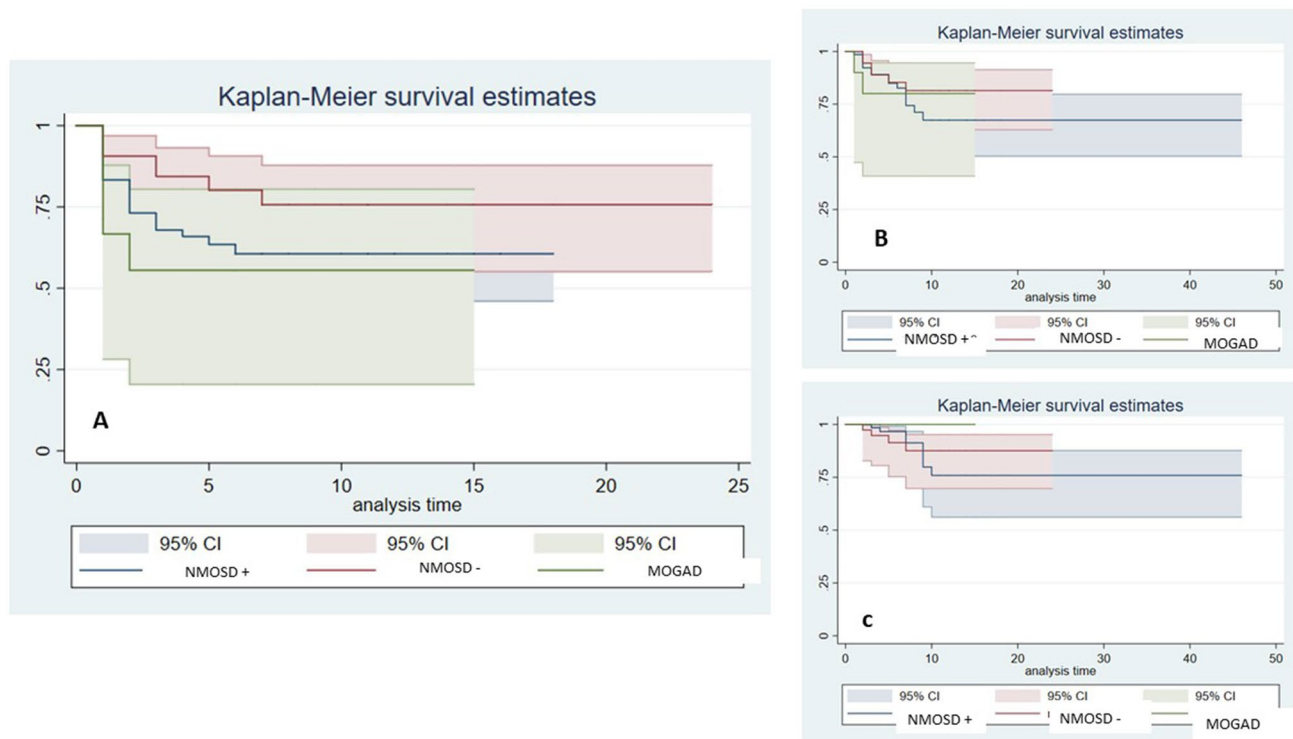 Kaplan-Meier survival estimates
1
.75
.5
.25
0
A
0 5 10 15 20 25
analysis time
95% CI 95% CI 95% CI
NMOSD + NMOSD - MOGAD
Kaplan-Meier survival estimates
1
.75
.5
.25
0
B
0 10 20 30 40 50
analysis time
95% CI 95% CI 95% CI
NMOSD + NMOSD - MOGAD
Kaplan-Meier survival estimates
1
.75
.5
.25
0
c
0 10 20 30 40 50
analysis time
95% CI 95% CI 95% CI
NMOSD + NMOSD - MOGAD